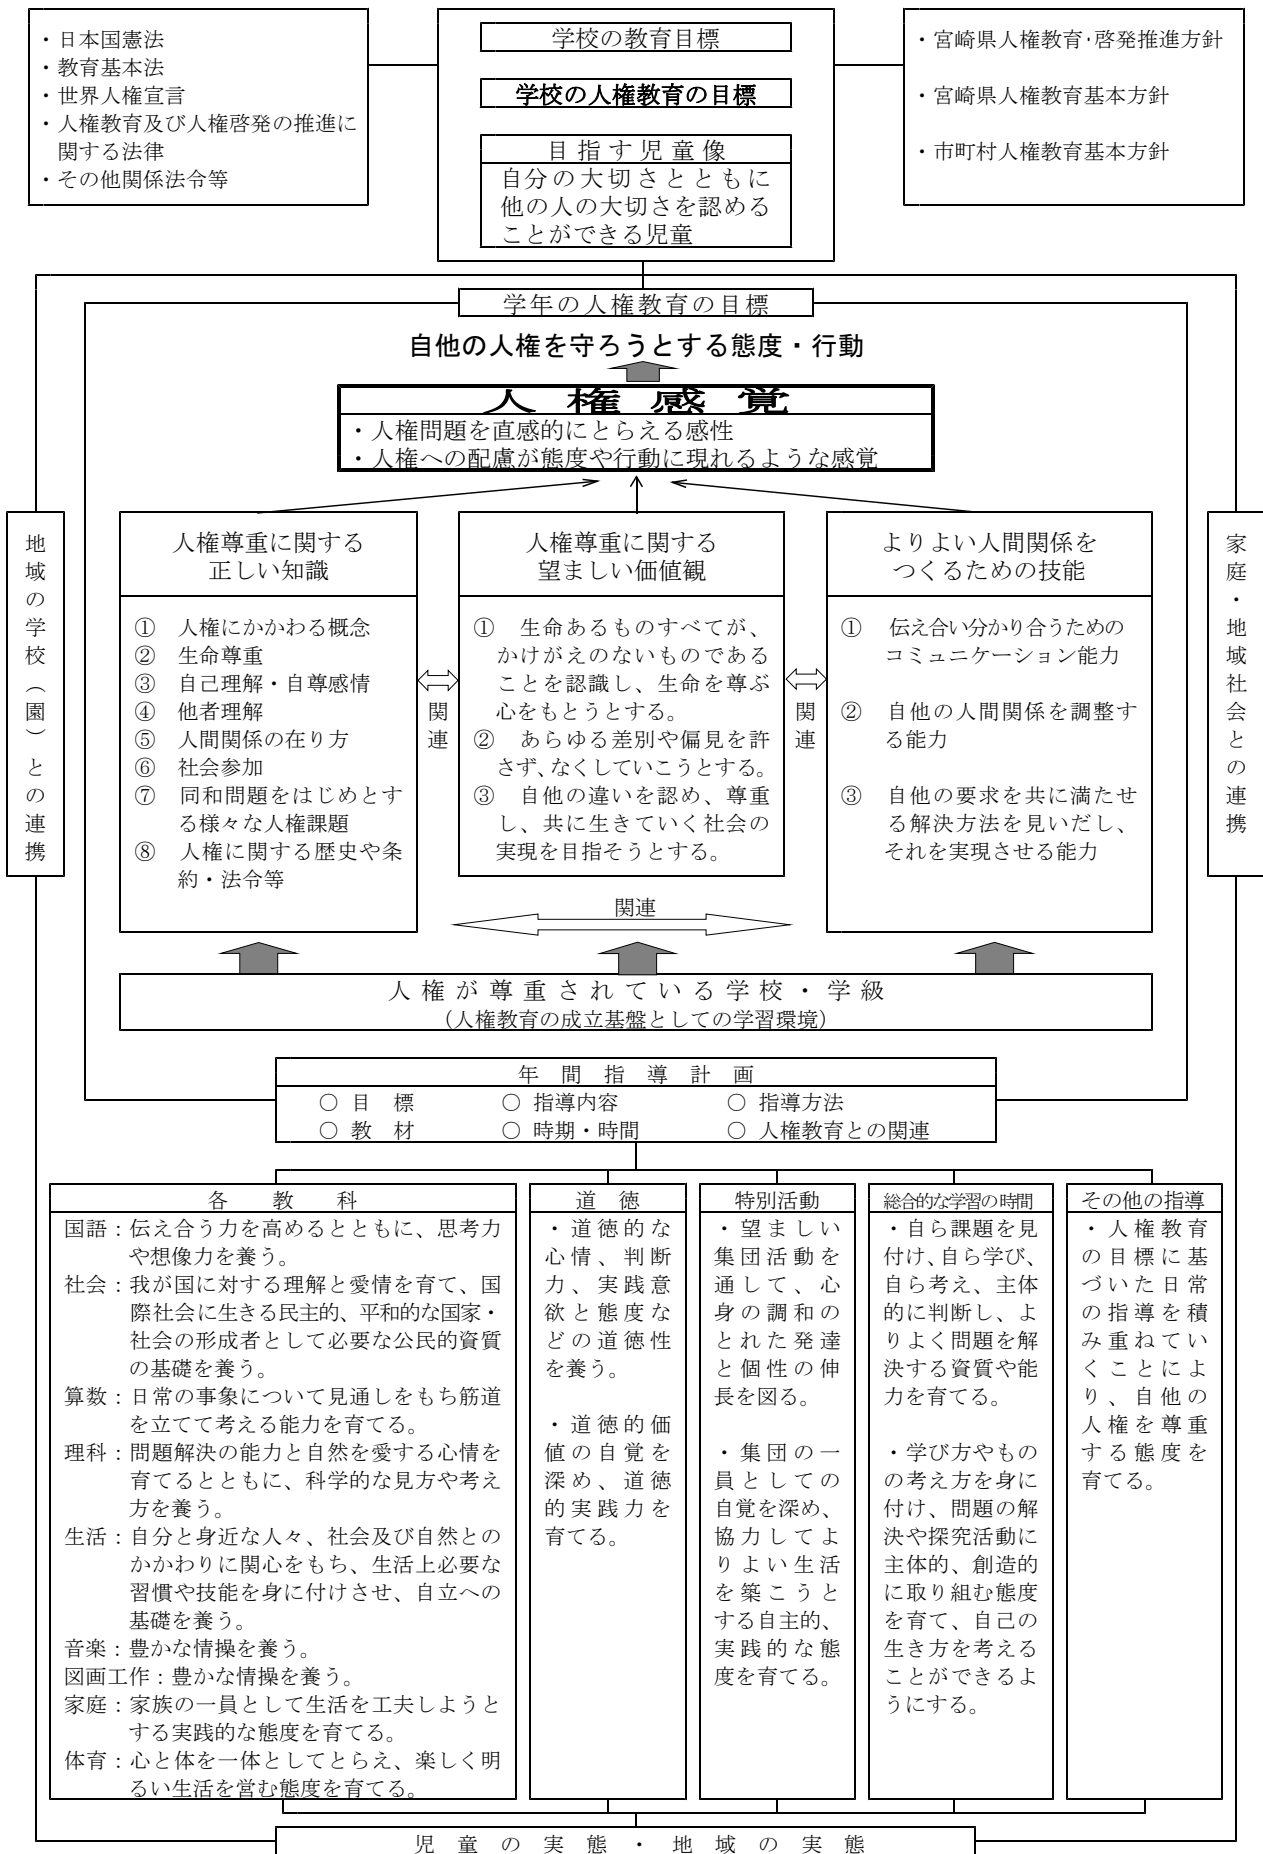 ・日本国憲法
・教育基本法
・世界人権宣言
・人権教育及び人権啓発の推進に
関する法律
・その他関係法令等
学校の教育目標
学校の人権教育の目標
目指す児童像
自分の大切さとともに
他の人の大切さを認める
ことができる児童
・宮崎県人権教育・啓発推進方針
・宮崎県人権教育基本方針
・市町村人権教育基本方針
学年の人権教育の目標
自他の人権を守ろうとする態度・行動
人権感覚
・人権問題を直感的にとらえる感性
・人権への配慮が態度や行動に現れるような感覚
地域の学校（園）との連携
人権尊重に関する
正しい知識
① 人権にかかわる概念
② 生命尊重
③ 自己理解・自尊感情
④ 他者理解
⑤ 人間関係の在り方
⑥ 社会参加
⑦ 同和問題をはじめとす
る様々な人権課題
⑧ 人権に関する歴史や条
約・法令等
関連
人権尊重に関する
望ましい価値観
① 生命あるものすべてが、
かけがえのないものである
ことを認識し、生命を尊ぶ
心をもとうとする。
② あらゆる差別や偏見を許
さず、なくしていこうとする。
③ 自他の違いを認め、尊重
し、共に生きていく社会の
実現を目指そうとする。
関連
よりよい人間関係を
つくるための技能
① 伝え合い分かり合うための
コミュニケーション能力
② 自他の人間関係を調整す
る能力
③ 自他の要求を共に満たせ
る解決方法を見いだし、
それを実現させる能力
家庭・地域社会との連携
関連
人権が尊重されている学校・学級
（人権教育の成立基盤としての学習環境）
年間指導計画
○ 目標 ○ 指導内容 ○ 指導方法
○ 教材 ○ 時期・時間 ○ 人権教育との関連
各教科
国語：伝え合う力を高めるとともに、思考力
や想像力を養う。
社会：我が国に対する理解と愛情を育て、国
際社会に生きる民主的、平和的な国家・
社会の形成者として必要な公民的資質
の基礎を養う。
算数：日常の事象について見通しをもち筋道
を立てて考える能力を育てる。
理科：問題解決の能力と自然を愛する心情を
育てるとともに、科学的な見方や考え
方を養う。
生活：自分と身近な人々、社会及び自然との
かかわりに関心をもち、生活上必要な
習慣や技能を身に付けさせ、自立への
基礎を養う。
音楽：豊かな情操を養う。
図画工作：豊かな情操を養う。
家庭：家族の一員として生活を工夫しようと
する実践的な態度を育てる。
体育：心と体を一体としてとらえ、楽しく明
るい生活を営む態度を育てる。
道徳
・道徳的な
心情、判断
力、実践意
欲と態度な
どの道徳性
を養う。
・道徳的価
値の自覚を
深め、道徳
的実践力を
育てる。
特別活動
・望ましい
集団活動を
通して、心
身の調和の
とれた発達
と個性の伸
長を図る。
・集団の一
員としての
自覚を深め、
協力してよ
りよい生活
を築こうと
する自主的、
実践的な態
度を育てる。
総合的な学習の時間
・自ら課題を見
付け、自ら学び、
自ら考え、主体
的に判断し、よ
りよく問題を解
決する資質や能
力を育てる。
・学び方やもの
の考え方を身に
付け、問題の解
決や探究活動に
主体的、創造的
に取り組む態度
を育て、自己の
生き方を考える
ことができるよ
うにする。
その他の指導
・人権教育
の目標に基
づいた日常
の指導を積
み重ねてい
くことによ
り、自他の
人権を尊重
する態度を
育てる。
児童の実態・地域の実態